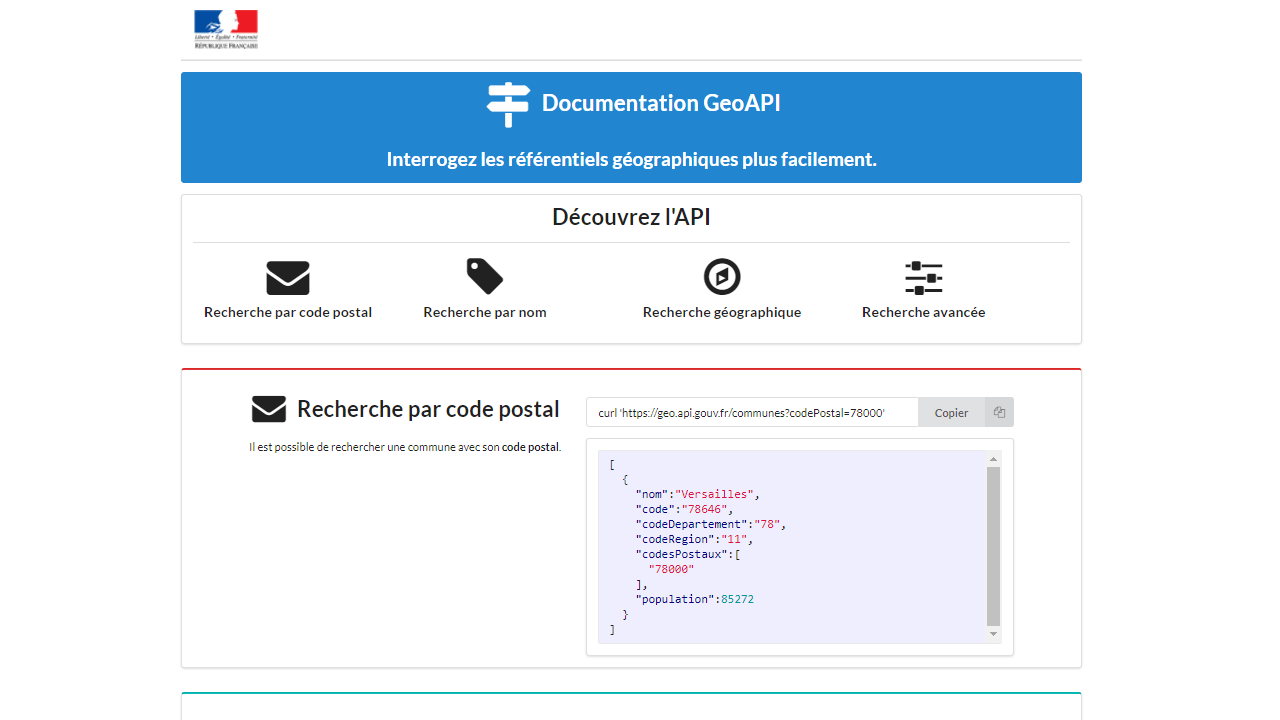 Liberté • Égalité • Fraternité
RÉPUBLIQUE FRANÇAISE
Documentation GeoAPI
Interrogez les référentiels géographiques plus facilement.
Découvrez l'API
Recherche par code postal
Recherche par nom
Recherche géographique
Recherche avancée
Recherche par code postal
Il est possible de rechercher une commune avec son code postal.
curl 'https://geo.api.gouv.fr/communes?codePostal=78000'
Copier
[
{
"nom":"Versailles",
"code":"78646",
"codeDepartement":"78",
"codeRegion":"11",
"codesPostaux":[
"78000"
],
"population":85272
}
]